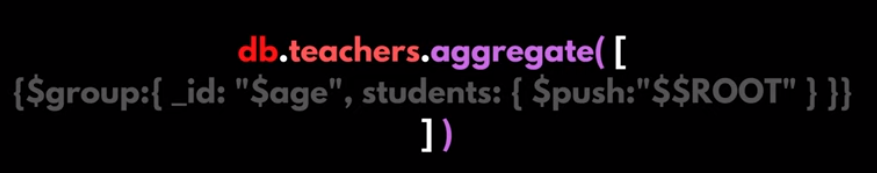 db.teachers.aggregate( [
{$group:{ _id: "$age", students: { $push:"$$ROOT" } }}
] )